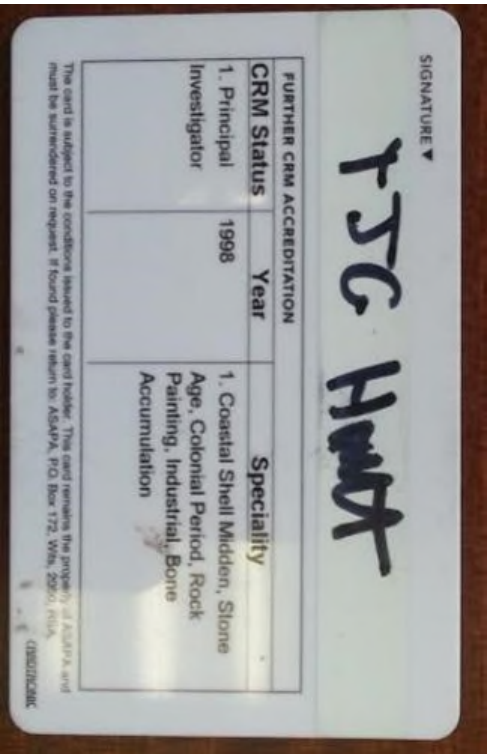 SIGNATURE ▼
FURTHER CRM ACCREDITATION
CRM Status Year Speciality
1. Principal Investigator 1998 1. Coastal Shell Midden, Stone
Age, Colonial Period, Rock
Painting, Industrial, Bone
Accumulation
The card is subject to the conditions issued to the card holder. This card remains the property of ASAPA and
must be surrendered on request. If found please return to: ASAPA, P.O. Box 172, Wits, 2050, RSA.